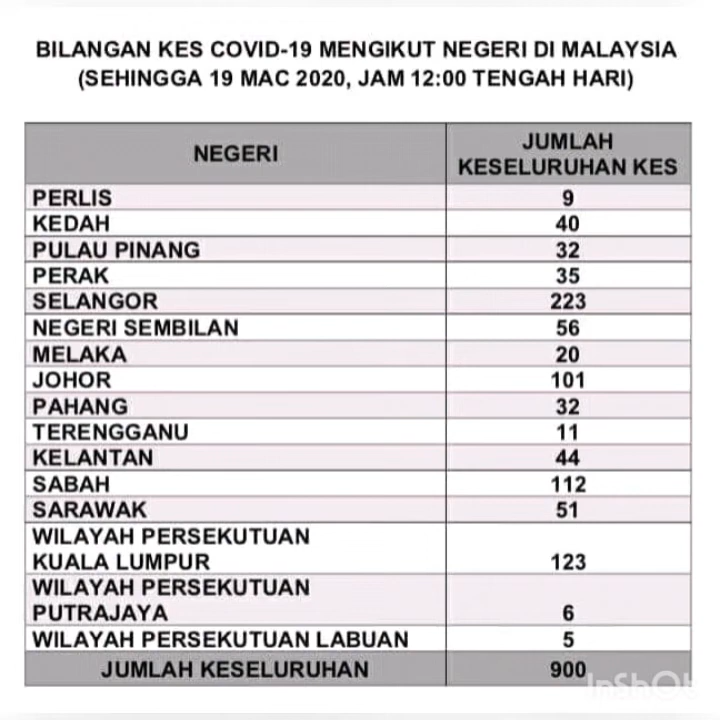 BILANGAN KES COVID-19 MENGIKUT NEGERI DI MALAYSIA
(SEHINGGA 19 MAC 2020, JAM 12:00 TENGAH HARI)
NEGERI JUMLAH KESELURUHAN KES
PERLIS 9
KEDAH 40
PULAU PINANG 32
PERAK 35
SELANGOR 223
NEGERI SEMBILAN 56
MELAKA 20
JOHOR 101
PAHANG 32
TERENGGANU 11
KELANTAN 44
SABAH 112
SARAWAK 51
WILAYAH PERSEKUTUAN
KUALA LUMPUR 123
WILAYAH PERSEKUTUAN
PUTRAJAYA 6
WILAYAH PERSEKUTUAN LABUAN 5
JUMLAH KESELURUHAN 900
InShOt